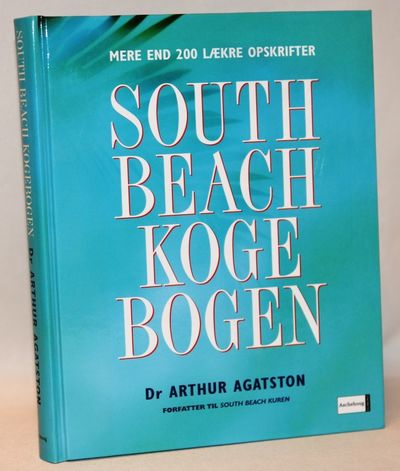 MERE END 200 LÆKRE OPSKRIFTER
SOUTH
BEACH
KOGE
BOGEN
Dr ARTHUR AGATSTON
FORFATTER TIL SOUTH BEACH KUREN
Aschehoug
SOUTH BEACH KOGEBOGEN Dr ARTHUR AGATSTON